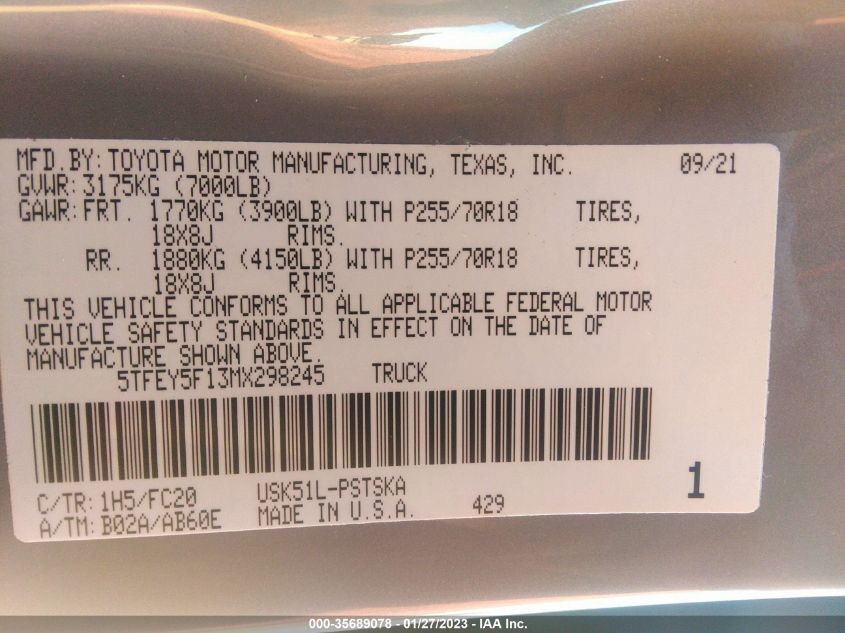 MFD.BY: TOYOTA MOTOR MANUFACTURING, TEXAS, INC. 09/21
GVWR: 3175KG (7000LB)
GAWR: FRT. 1770KG (3900LB) WITH P255/70R18 TIRES,
18X8J RIMS.
RR. 1880KG (4150LB) WITH P255/70R18 TIRES,
18X8J RIMS.
THIS VEHICLE CONFORMS TO ALL APPLICABLE FEDERAL MOTOR
VEHICLE SAFETY STANDARDS IN EFFECT ON THE DATE OF
MANUFACTURE SHOWN ABOVE.
5TFEY5F13MX298245 TRUCK
C/TR: 1H5/FC20 USK51L-PSTSKA
A/TM: B02A/AB60E MADE IN U.S.A. 429 1
000-35689078 - 01/27/2023 - IAA Inc.